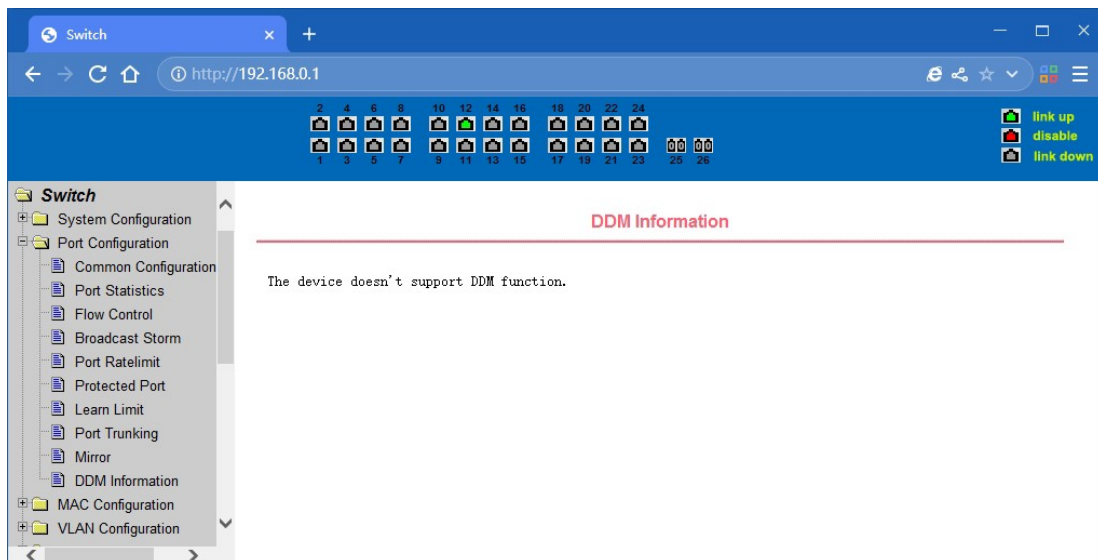 Switch
http://192.168.0.1
2 4 6 8 10 12 14 16 18 20 22 24
link up
disable
1 3 5 7 9 11 13 15 17 19 21 23 25 26
link down
Switch
System Configuration
Port Configuration
Common Configuration
Port Statistics
Flow Control
Broadcast Storm
Port Ratelimit
Protected Port
Learn Limit
Port Trunking
Mirror
DDM Information
MAC Configuration
VLAN Configuration
DDM Information
The device doesn't support DDM function.